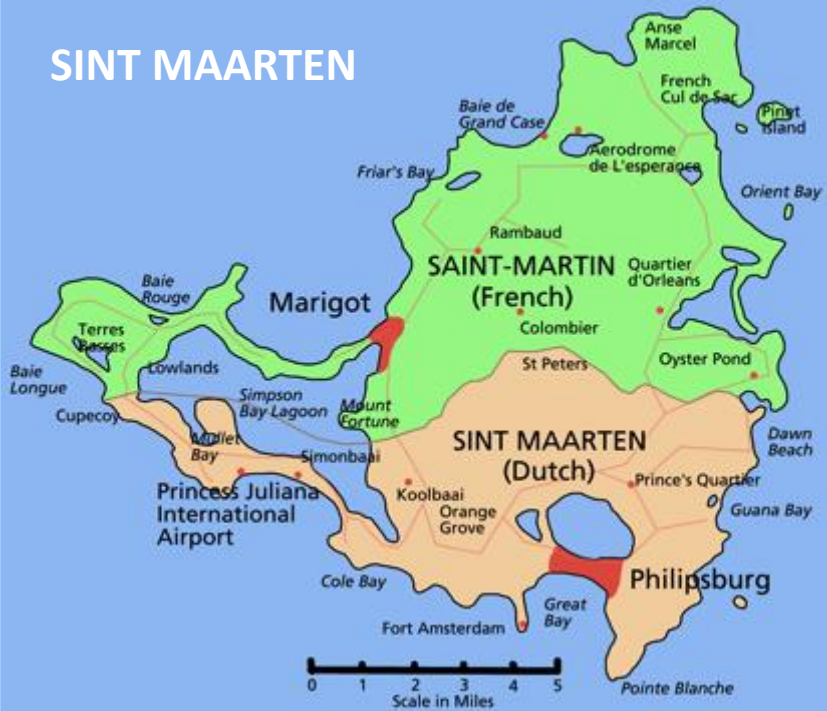 SINT MAARTEN
Anse
Marcel
French
Cul de Sac
Pinet
Island
Baie de
Grand Case
Aerodrome
de L'esperance
Friar's Bay
Orient Bay
Rambaud
SAINT-MARTIN
(French)
Quartier
d'Orleans
Baie
Rouge
Marigot
Colombier
Terres
Basses
St Peters
Oyster Pond
Baie
Longue
Lowlands
Simpson
Bay Lagoon
Mount
Fortune
Cupecoy
Mullet
Bay
Simonbaai
SINT MAARTEN
(Dutch)
Dawn
Beach
Princess Juliana
International
Airport
Koolbaai
Orange
Grove
Prince's Quartier
Guana Bay
Cole Bay
Philipsburg
Great
Bay
Fort Amsterdam
Pointe Blanche
0 1 2 3 4 5
Scale in Miles